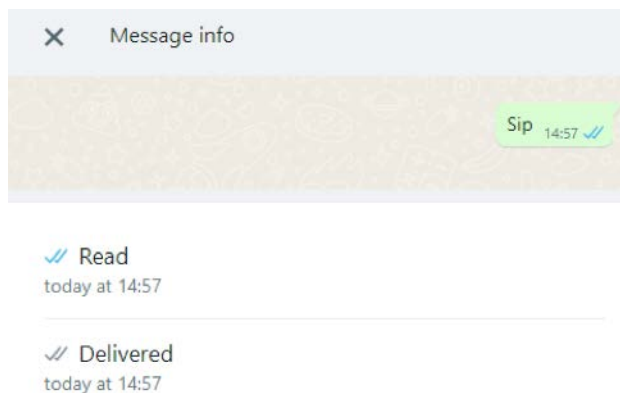 Message info
Sip 14:57
Read
today at 14:57
Delivered
today at 14:57